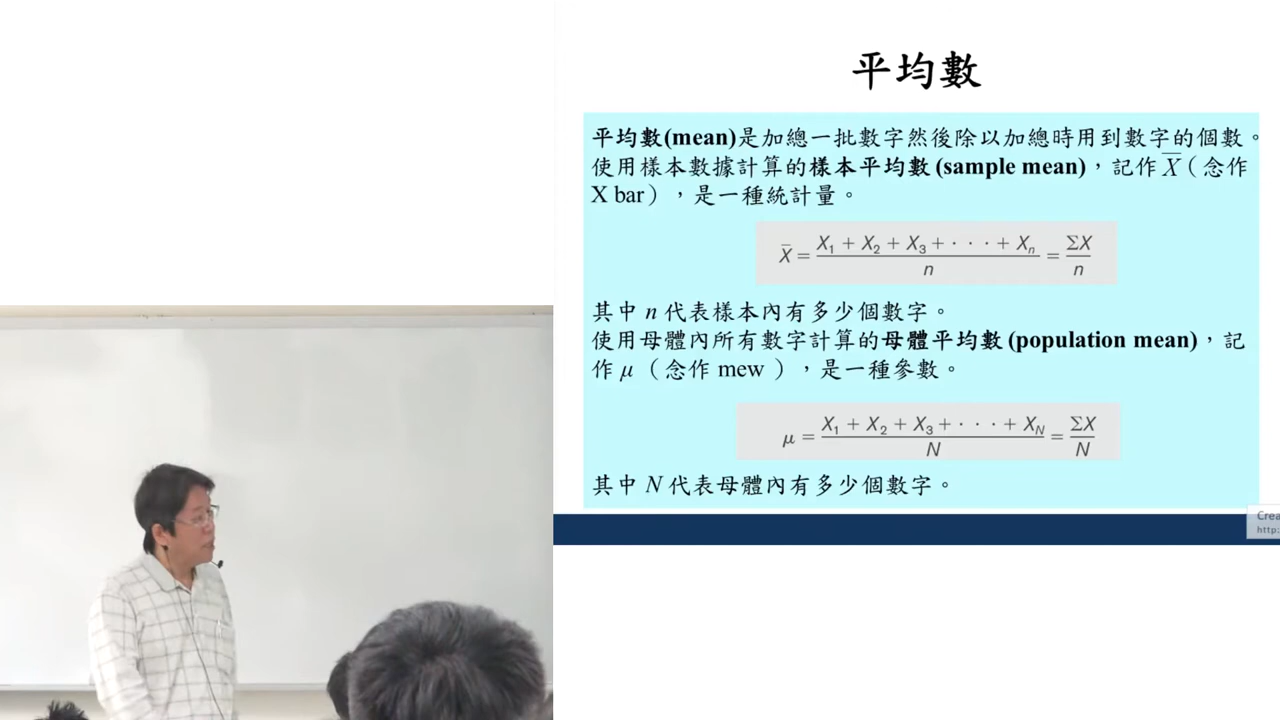 平均數
平均數(mean)是加總一批數字然後除以加總時用到數字的個數。
使用樣本數據計算的樣本平均數(sample mean)，記作 X̄（念作
X bar），是一種統計量。
X̄ = (X₁ + X₂ + X₃ + · · · + Xₙ) / n = ΣX / n
其中 n 代表樣本內有多少個數字。
使用母體內所有數字計算的母體平均數(population mean)，記
作 μ（念作 mew ），是一種參數。
μ = (X₁ + X₂ + X₃ + · · · + X_N) / N = ΣX / N
其中 N 代表母體內有多少個數字。